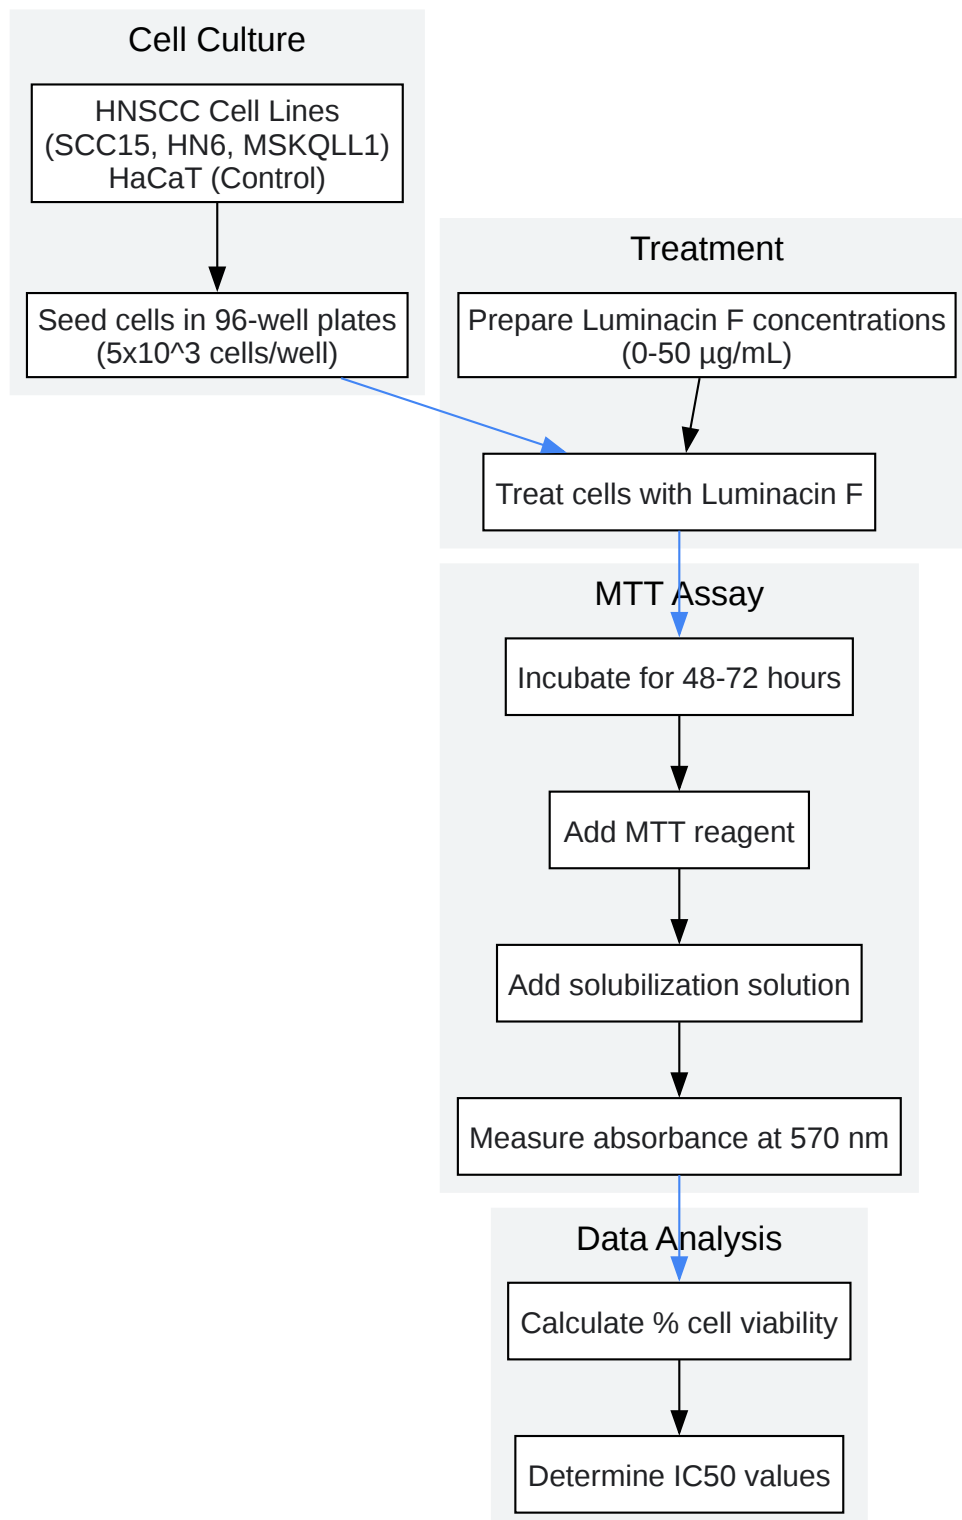 Cell Culture
HNSCC Cell Lines
(SCC15, HN6, MSKQLL1)
HaCaT (Control)
Seed cells in 96-well plates
(5x10^3 cells/well)
Treatment
Prepare Luminacin F concentrations
(0-50 µg/mL)
Treat cells with Luminacin F
MTT Assay
Incubate for 48-72 hours
Add MTT reagent
Add solubilization solution
Measure absorbance at 570 nm
Data Analysis
Calculate % cell viability
Determine IC50 values